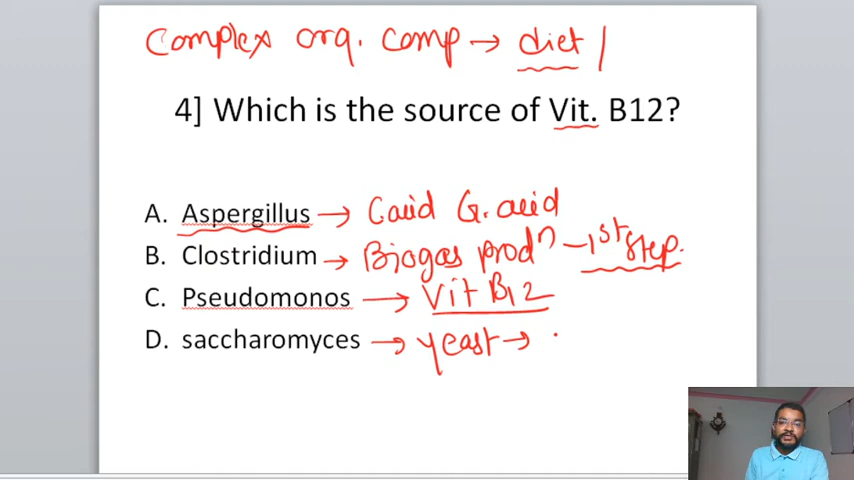 Complex org. comp → diet /
4] Which is the source of Vit. B12?
A. Aspergillus → G. acid
B. Clostridium → Biogas prodn – 1st step.
C. Pseudomonos → Vit B12
D. saccharomyces → yeast →